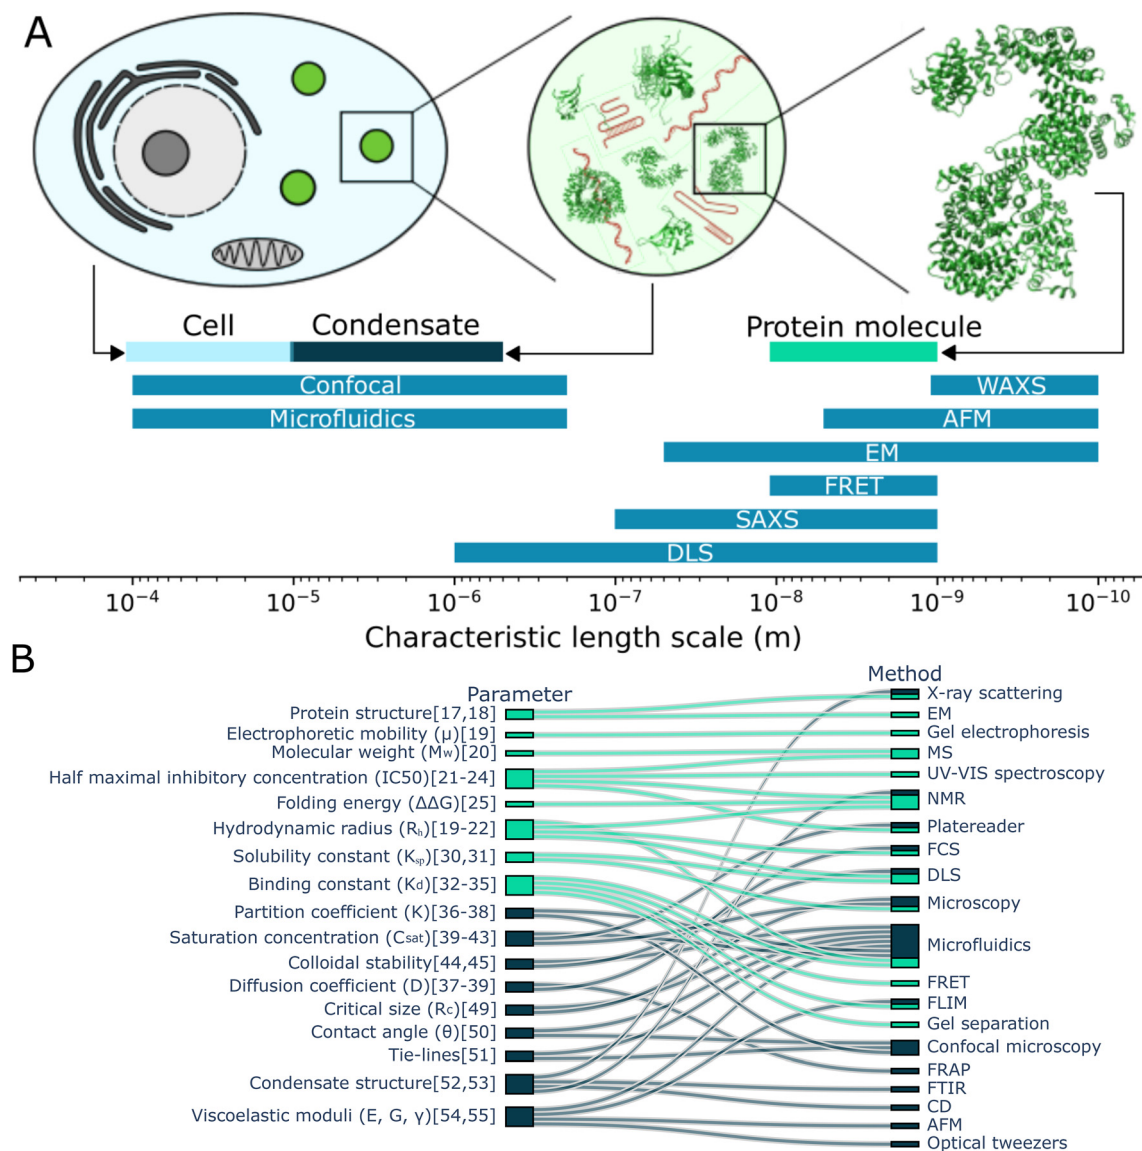 A
Cell
Condensate
Protein molecule
Confocal
WAXS
Microfluidics
AFM
EM
FRET
SAXS
DLS
10⁻⁴ 10⁻⁵ 10⁻⁶ 10⁻⁷ 10⁻⁸ 10⁻⁹ 10⁻¹⁰
Characteristic length scale (m)
B
Parameter
Protein structure[17,18]
Electrophoretic mobility (μ)[19]
Molecular weight (Mw)[20]
Half maximal inhibitory concentration (IC50)[21-24]
Folding energy (ΔΔG)[25]
Hydrodynamic radius (Rh)[19-22]
Solubility constant (Ksp)[30,31]
Binding constant (Kd)[32-35]
Partition coefficient (K)[36-38]
Saturation concentration (Csat)[39-43]
Colloidal stability[44,45]
Diffusion coefficient (D)[37-39]
Critical size (Rc)[49]
Contact angle (θ)[50]
Tie-lines[51]
Condensate structure[52,53]
Viscoelastic moduli (E, G, γ)[54,55]
Method
X-ray scattering
EM
Gel electrophoresis
MS
UV-VIS spectroscopy
NMR
Platereader
FCS
DLS
Microscopy
Microfluidics
FRET
FLIM
Gel separation
Confocal microscopy
FRAP
FTIR
CD
AFM
Optical tweezers